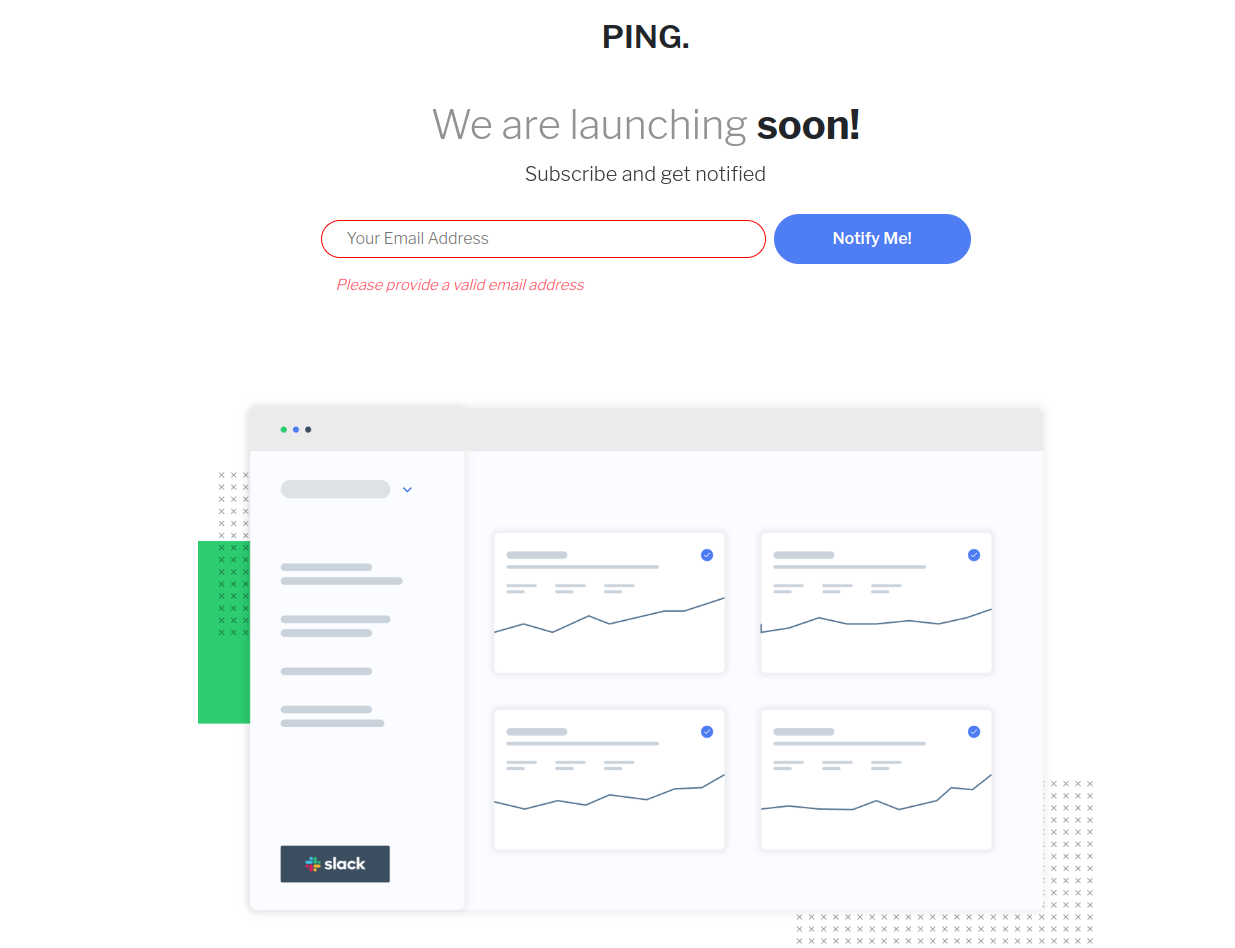 PING.
We are launching soon!
Subscribe and get notified
Your Email Address
Notify Me!
Please provide a valid email address
slack